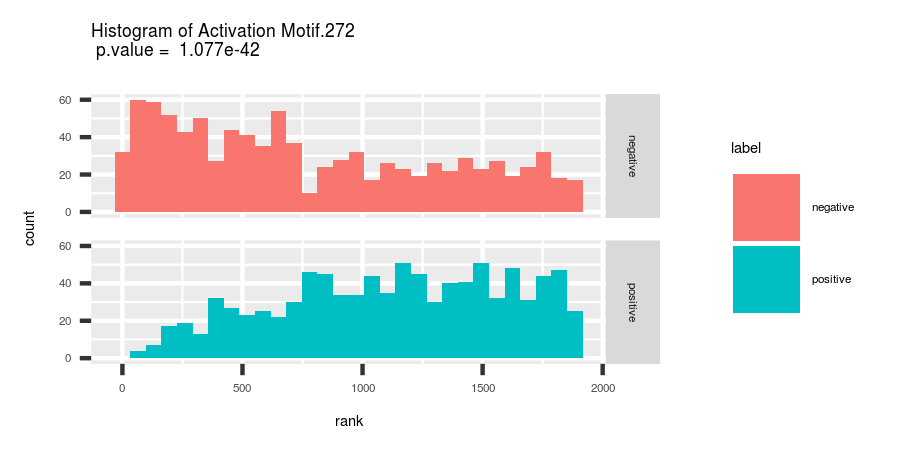 Histogram of Activation Motif.272
p.value = 1.077e-42
count
60
40
20
0
negative
60
40
20
0
positive
0
500
1000
1500
2000
rank
label
negative
positive